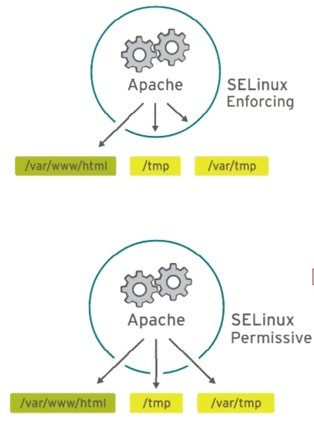 Apache
SELinux
Enforcing
/var/www/html
/tmp
/var/tmp
Apache
SELinux
Permissive
/var/www/html
/tmp
/var/tmp